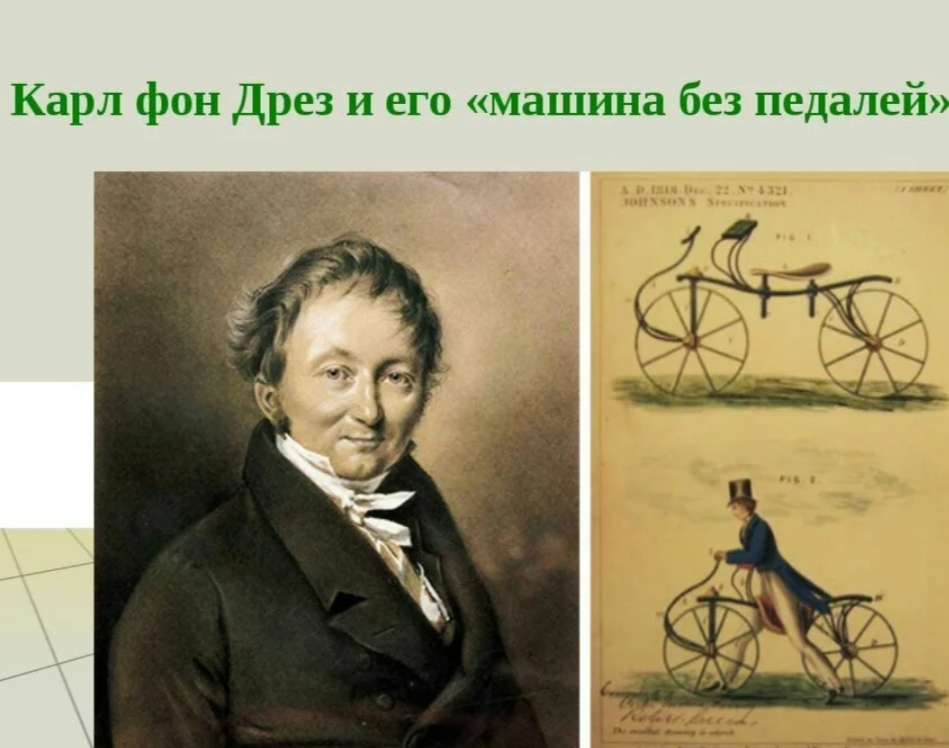 Карл фон Дрез и его «машина без педалей»
A.D. 1818. Dec. 22. Nº 4321.
JOHNSON'S SPECIFICATION
FIG. 1.
FIG. 2.